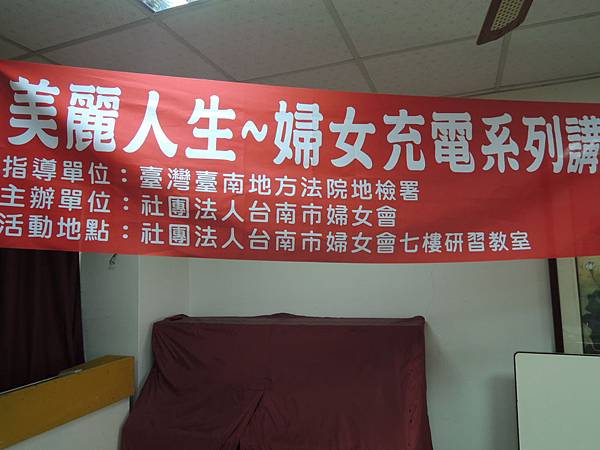 美麗人生~婦女充電系列講
指導單位：臺灣臺南地方法院地檢署
主辦單位：社團法人台南市婦女會
活動地點：社團法人台南市婦女會七樓研習教室